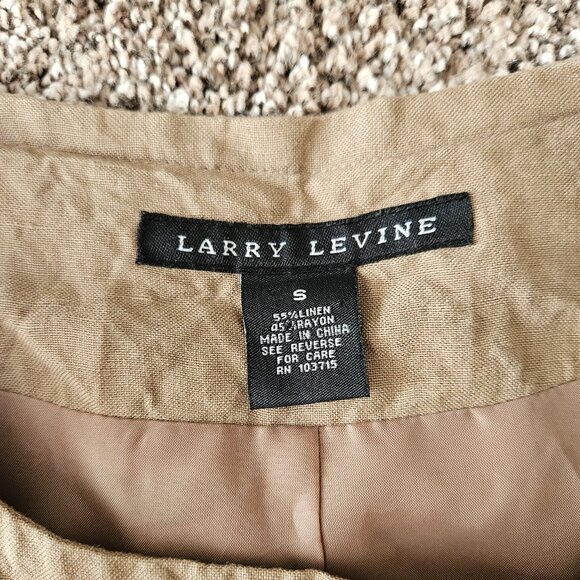 LARRY LEVINE
S
55% LINEN
45% RAYON
MADE IN CHINA
SEE REVERSE
FOR CARE
RN 103715